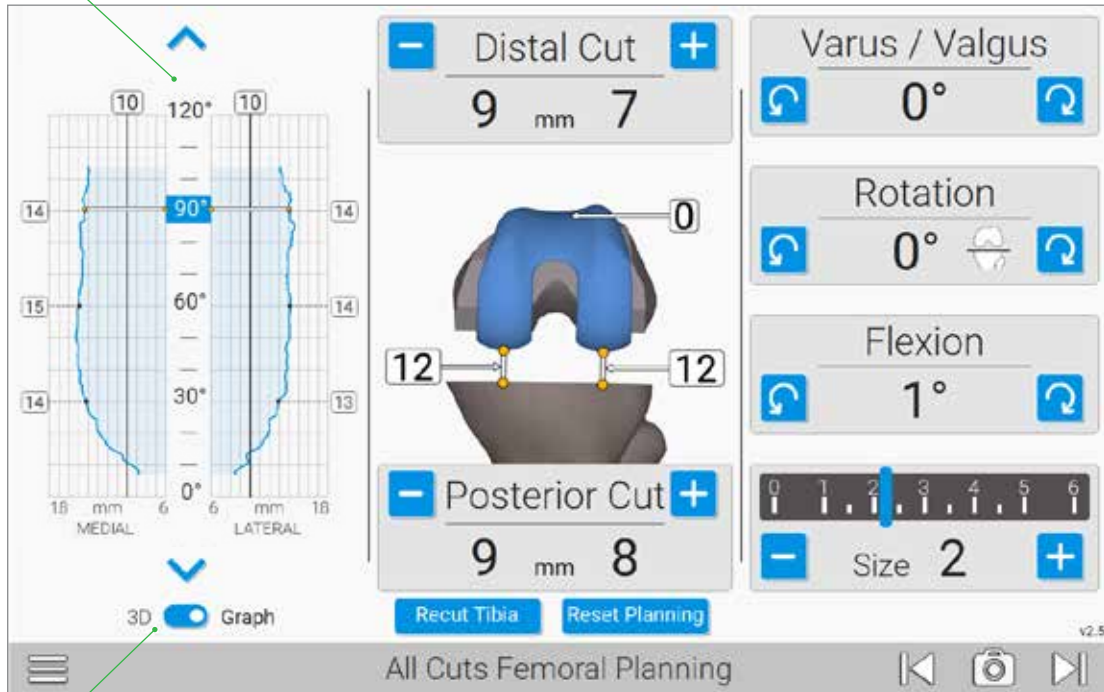 Distal Cut
9 mm 7
Varus / Valgus
0°
10 120° 10
14 90° 14
15 60° 14
14 30° 13
0°
18 mm 6 6 mm 18
MEDIAL LATERAL
3D Graph
0
12 12
Posterior Cut
9 mm 8
Recut Tibia Reset Planning
Rotation
0°
Flexion
1°
0 1 2 3 4 5 6
Size 2
v2.5
All Cuts Femoral Planning